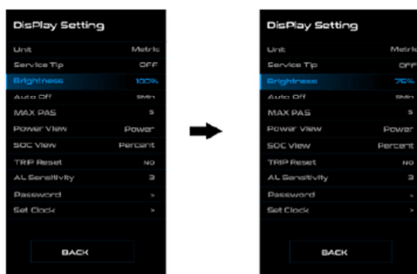 DisPlay Setting
Unit Metric
Service Tip OFF
Brightness 100%
Auto Off 9Min
MAX PAS 5
Power View Power
SOC View Percent
TRIP Reset NO
AL Sensitivity 3
Password >
Set Clock >
BACK
DisPlay Setting
Unit Metric
Service Tip OFF
Brightness 75%
Auto Off 9Min
MAX PAS 5
Power View Power
SOC View Percent
TRIP Reset NO
AL Sensitivity 3
Password >
Set Clock >
BACK